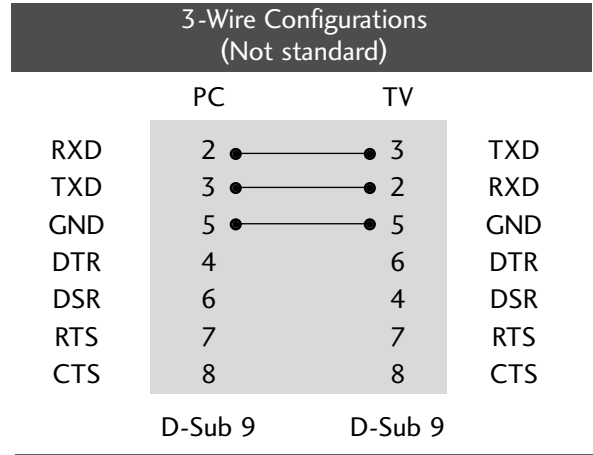 3-Wire Configurations
(Not standard)
PC TV
RXD 2 3 TXD
TXD 3 2 RXD
GND 5 5 GND
DTR 4 6 DTR
DSR 6 4 DSR
RTS 7 7 RTS
CTS 8 8 CTS
D-Sub 9 D-Sub 9